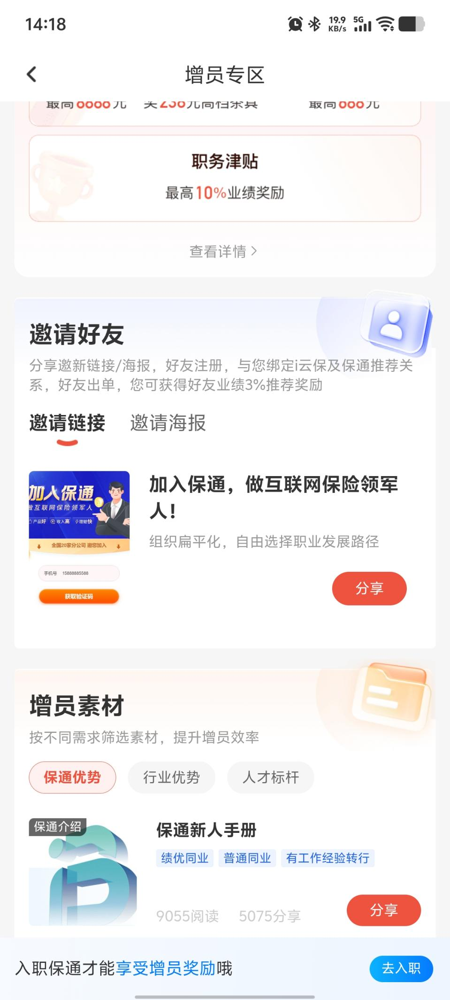 14:18
19.9 KB/s
5G
增员专区
最高8888元 买236元高档茶具 最高888元
职务津贴
最高10%业绩奖励
查看详情
邀请好友
分享邀新链接/海报，好友注册，与您绑定i云保及保通推荐关
系，好友出单，您可获得好友业绩3%推荐奖励
邀请链接 邀请海报
加入保通
做互联网保险领军人
产品好 收入高 理赔快
全国20家分公司 邀您加入
手机号 15888885588
获取验证码
加入保通，做互联网保险领军
人！
组织扁平化，自由选择职业发展路径
分享
增员素材
按不同需求筛选素材，提升增员效率
保通优势 行业优势 人才标杆
保通介绍
保通新人手册
绩优同业 普通同业 有工作经验转行
9055阅读 5075分享
分享
入职保通才能享受增员奖励哦
去入职